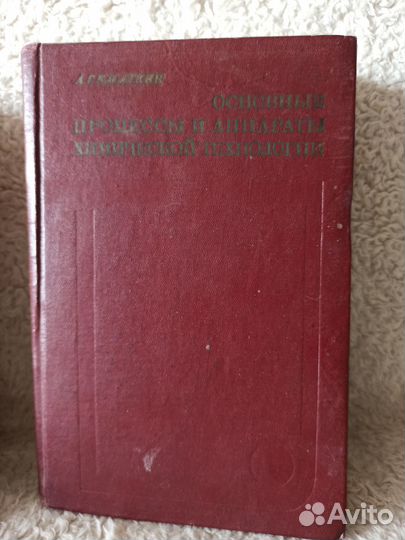 А.Г. КАСАТКИН
ОСНОВНЫЕ
ПРОЦЕССЫ И АППАРАТЫ
ХИМИЧЕСКОЙ ТЕХНОЛОГИИ
Avito